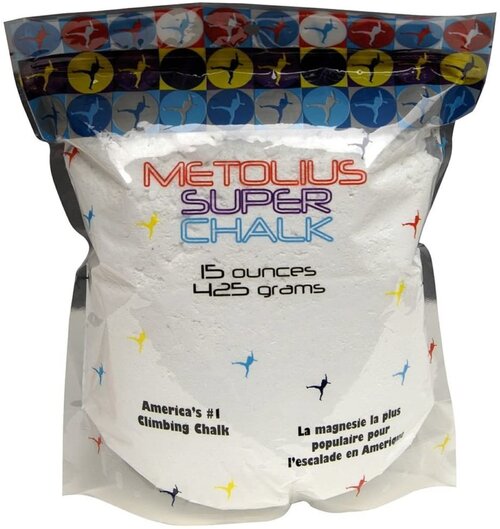 METOLIUS
SUPER
CHALK
15 ounces
425 grams
America's #1
Climbing Chalk
La magnesie la plus
populaire pour
l'escalade en Amerique